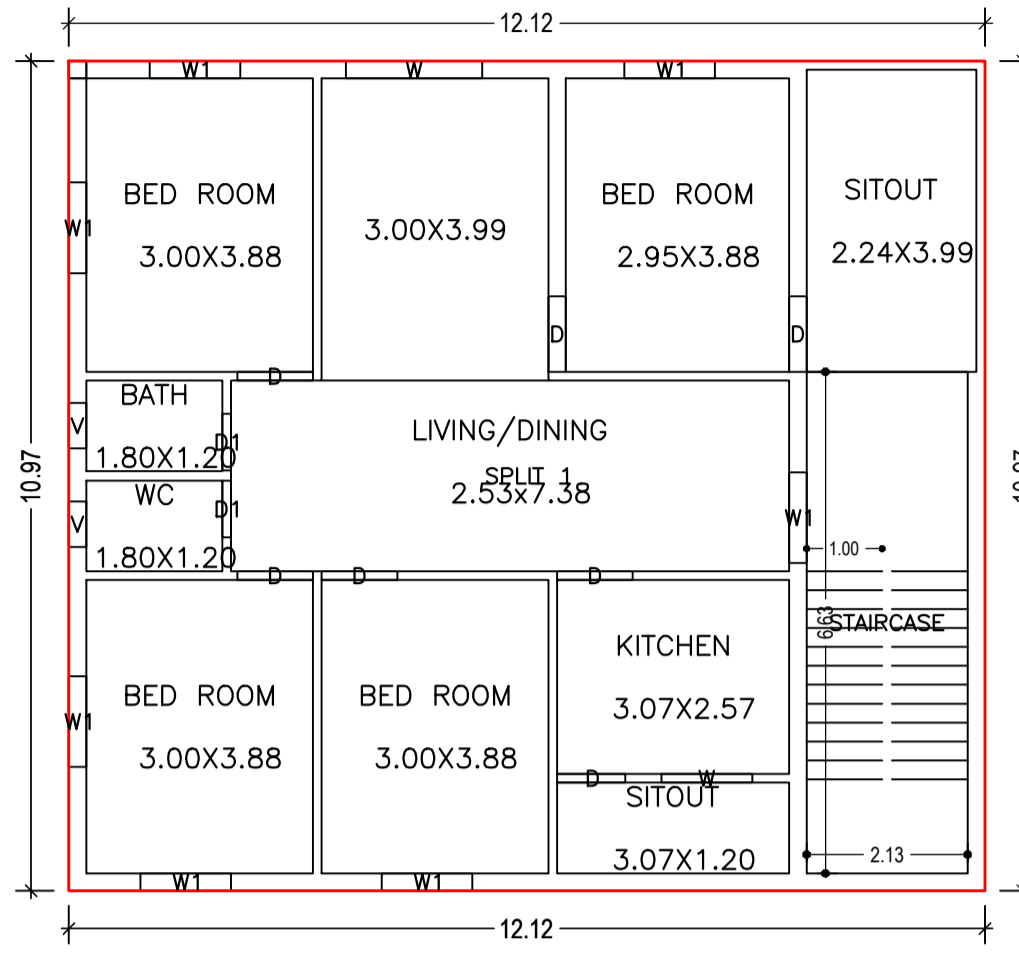 12.12
W1
W
W1
BED ROOM
3.00X3.88
3.00X3.99
BED ROOM
2.95X3.88
SITOUT
2.24X3.99
W1
D
D
D
BATH
1.80X1.20
V
D1
LIVING/DINING
SPLIT 1
2.53x7.38
10.97
WC
1.80X1.20
V
D1
W1
1.00
D
D
D
6.63
STAIRCASE
KITCHEN
3.07X2.57
BED ROOM
3.00X3.88
BED ROOM
3.00X3.88
W1
D
W
SITOUT
3.07X1.20
2.13
W1
W1
12.12